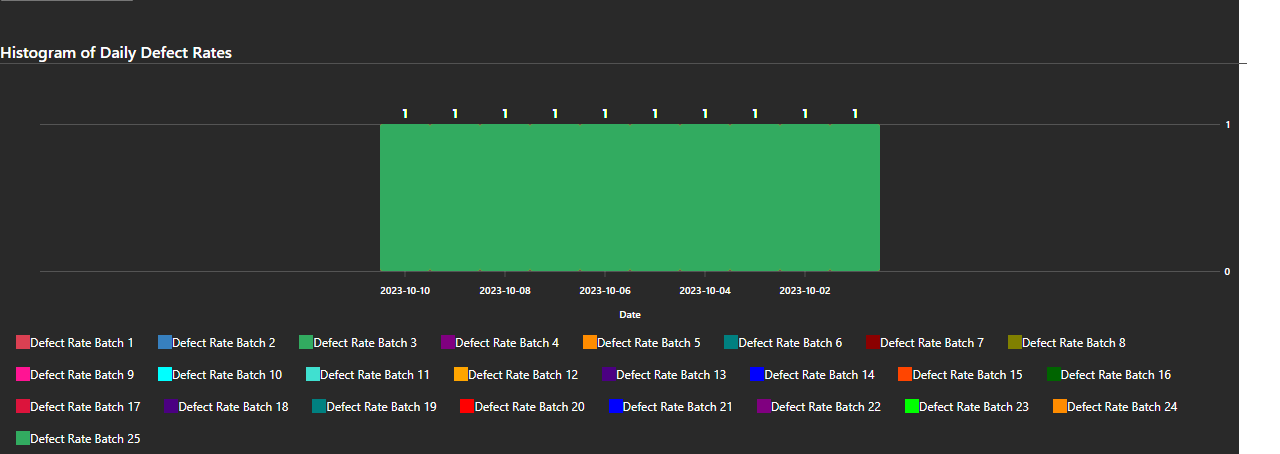 Histogram of Daily Defect Rates
1 1 1 1 1 1 1 1 1 1
1
0
2023-10-10 2023-10-08 2023-10-06 2023-10-04 2023-10-02
Date
Defect Rate Batch 1 Defect Rate Batch 2 Defect Rate Batch 3 Defect Rate Batch 4 Defect Rate Batch 5 Defect Rate Batch 6 Defect Rate Batch 7 Defect Rate Batch 8
Defect Rate Batch 9 Defect Rate Batch 10 Defect Rate Batch 11 Defect Rate Batch 12 Defect Rate Batch 13 Defect Rate Batch 14 Defect Rate Batch 15 Defect Rate Batch 16
Defect Rate Batch 17 Defect Rate Batch 18 Defect Rate Batch 19 Defect Rate Batch 20 Defect Rate Batch 21 Defect Rate Batch 22 Defect Rate Batch 23 Defect Rate Batch 24
Defect Rate Batch 25